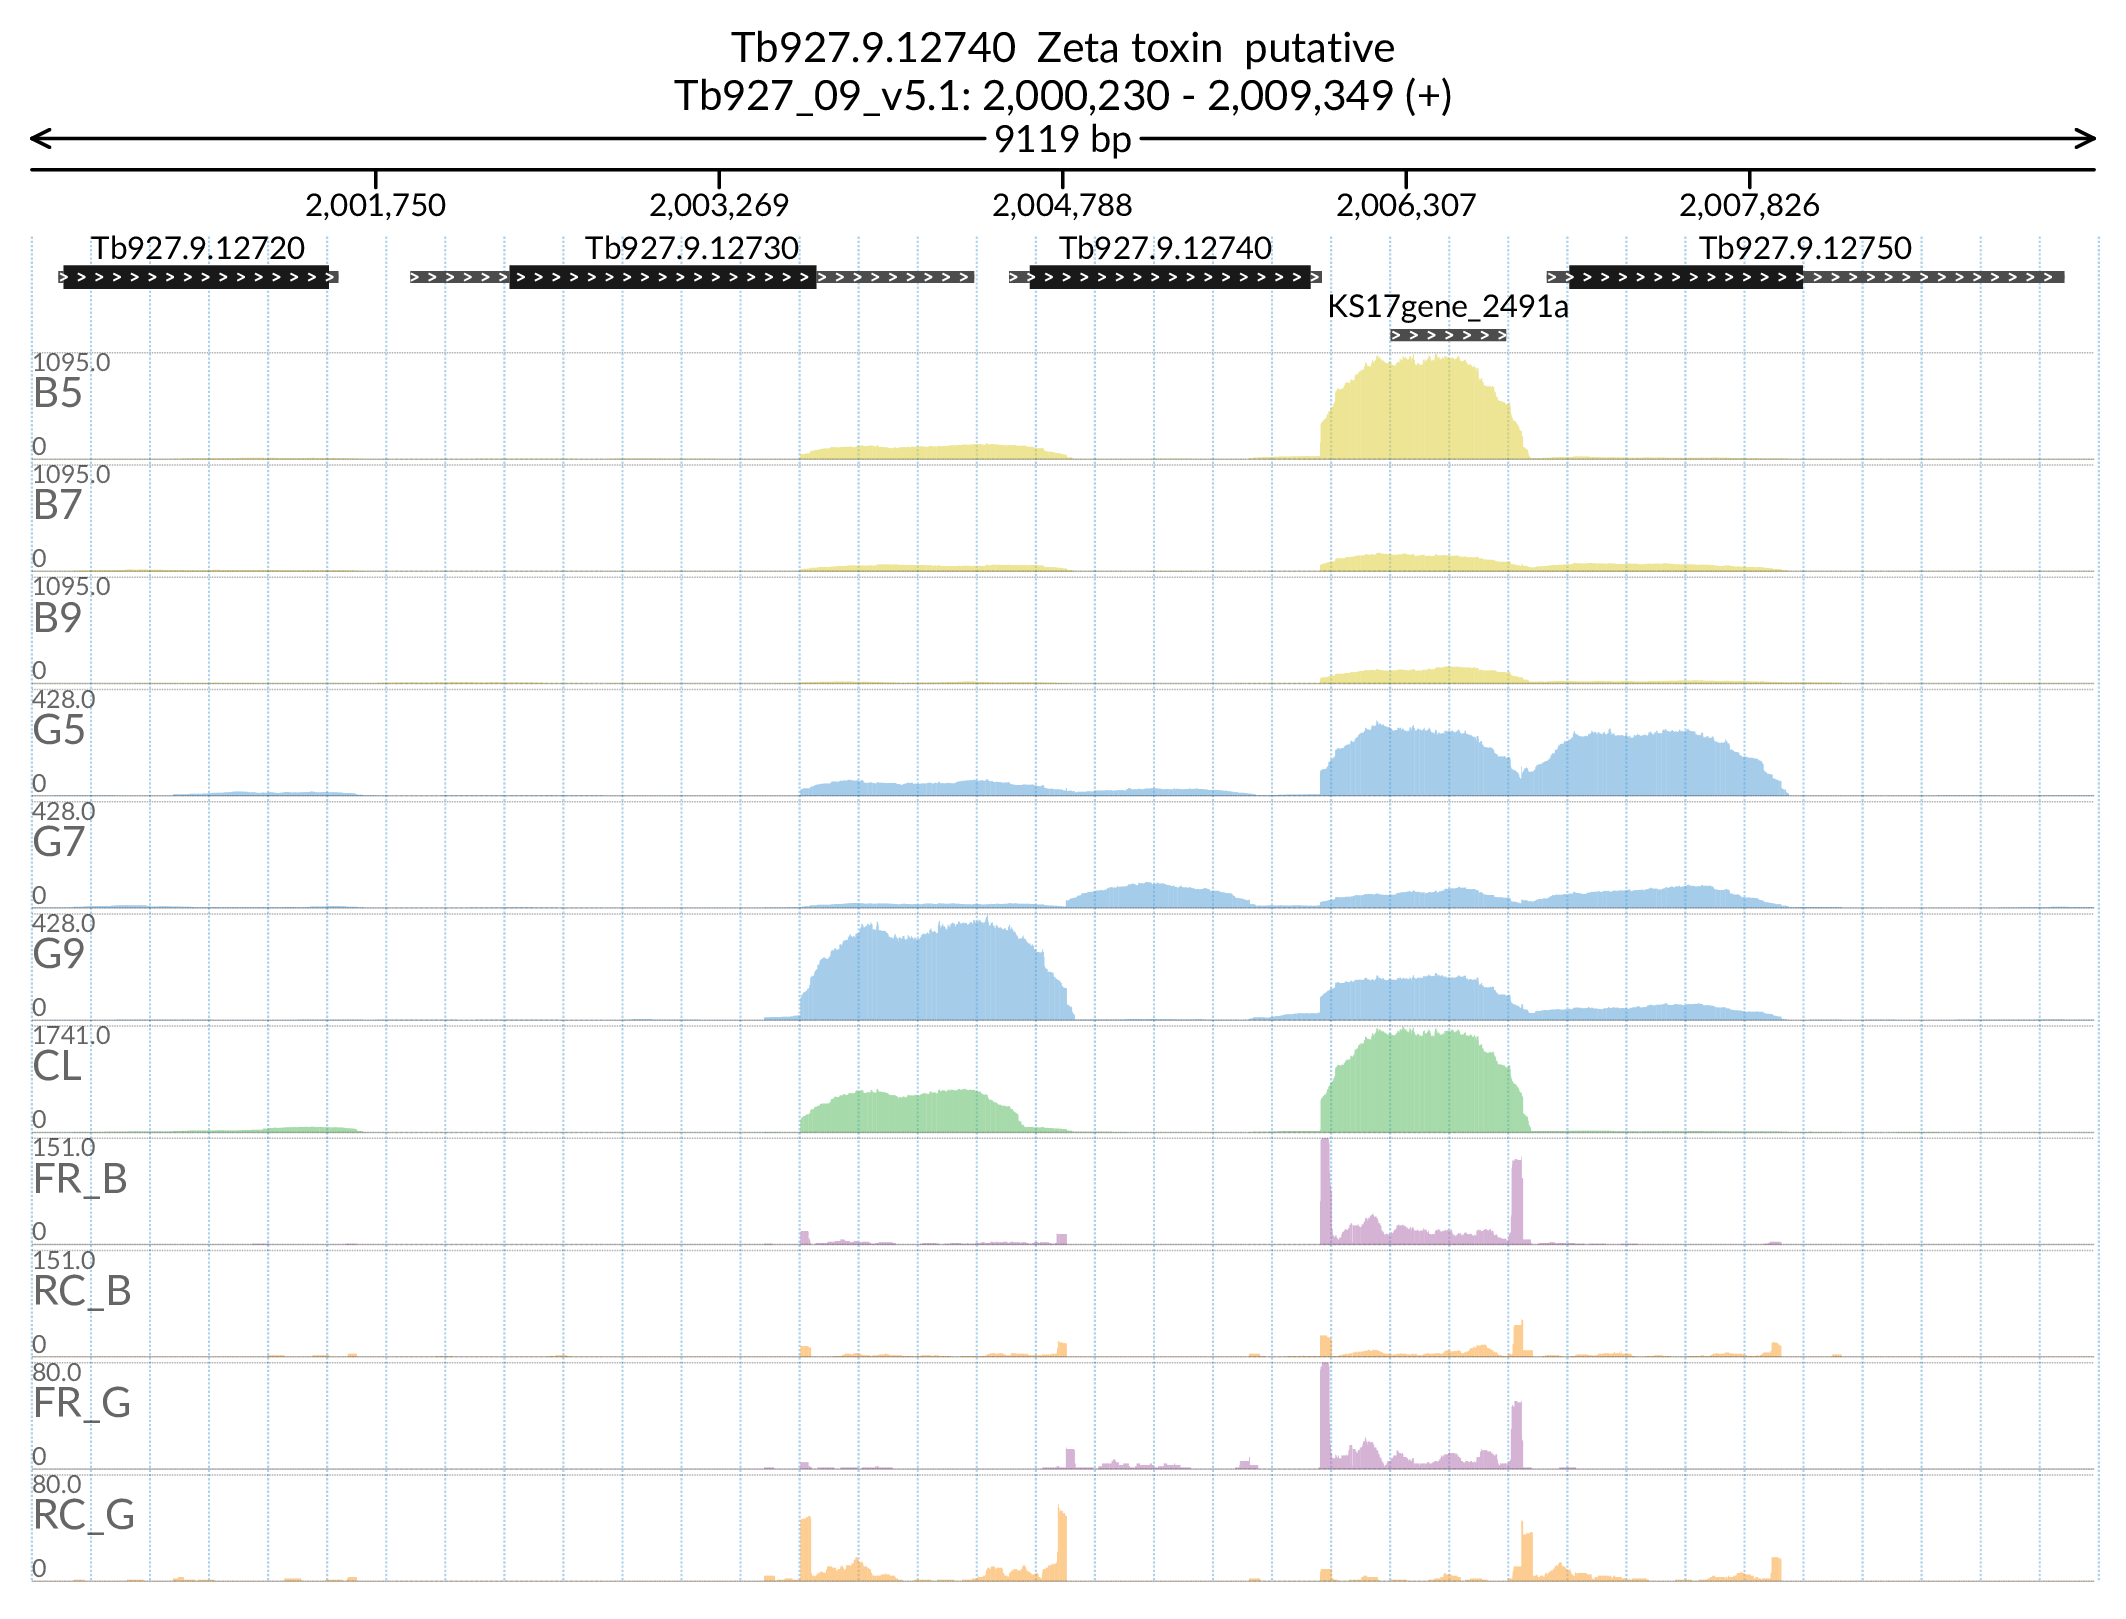 Tb927.9.12740  Zeta toxin  putative
Tb927_09_v5.1: 2,000,230 - 2,009,349 (+)
9119 bp
2,001,750 2,003,269 2,004,788 2,006,307 2,007,826
Tb927.9.12720 Tb927.9.12730 Tb927.9.12740 Tb927.9.12750
KS17gene_2491a
1095.0
B5
0
1095.0
B7
0
1095.0
B9
0
428.0
G5
0
428.0
G7
0
428.0
G9
0
1741.0
CL
0
151.0
FR_B
0
151.0
RC_B
0
80.0
FR_G
0
80.0
RC_G
0